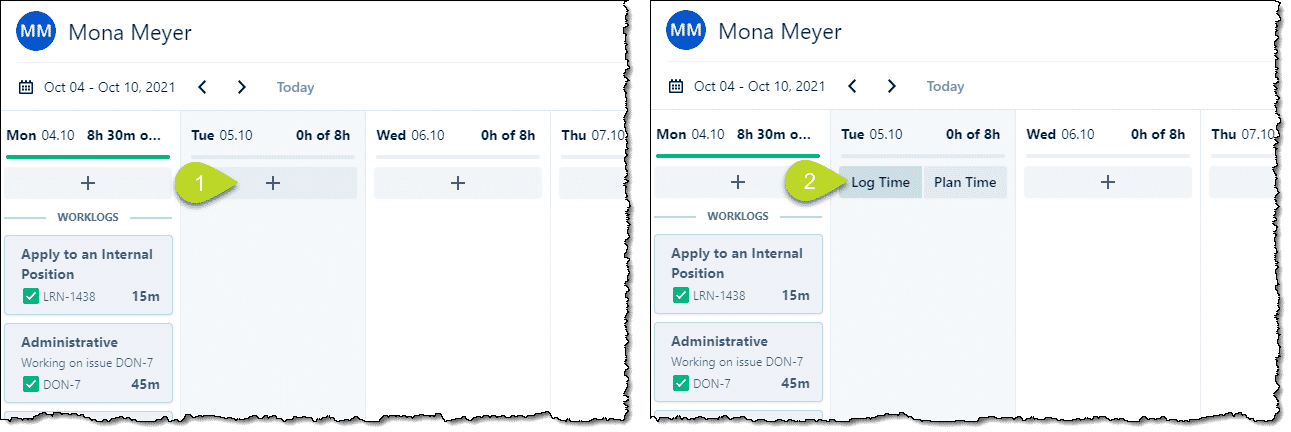 MM Mona Meyer
Oct 04 - Oct 10, 2021 Today
Mon 04.10 8h 30m o... Tue 05.10 0h of 8h Wed 06.10 0h of 8h Thu 07.10
+ 1 + +
WORKLOGS
Apply to an Internal
Position
LRN-1438 15m
Administrative
Working on issue DON-7
DON-7 45m
MM Mona Meyer
Oct 04 - Oct 10, 2021 Today
Mon 04.10 8h 30m o... Tue 05.10 0h of 8h Wed 06.10 0h of 8h Thu 07.10
+ 2 Log Time Plan Time +
WORKLOGS
Apply to an Internal
Position
LRN-1438 15m
Administrative
Working on issue DON-7
DON-7 45m